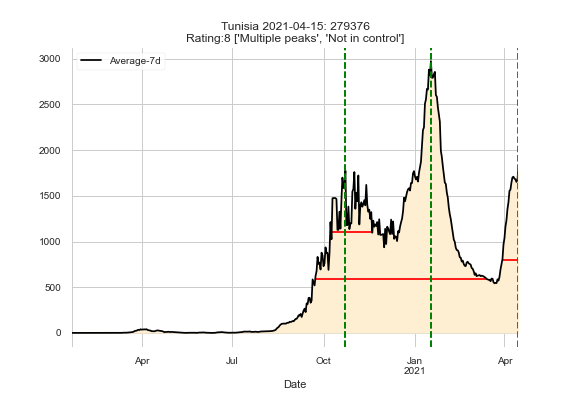 Tunisia 2021-04-15: 279376
Rating:8 ['Multiple peaks', 'Not in control']
Average-7d
3000
2500
2000
1500
1000
500
0
Apr
Jul
Oct
Jan
2021
Apr
Date